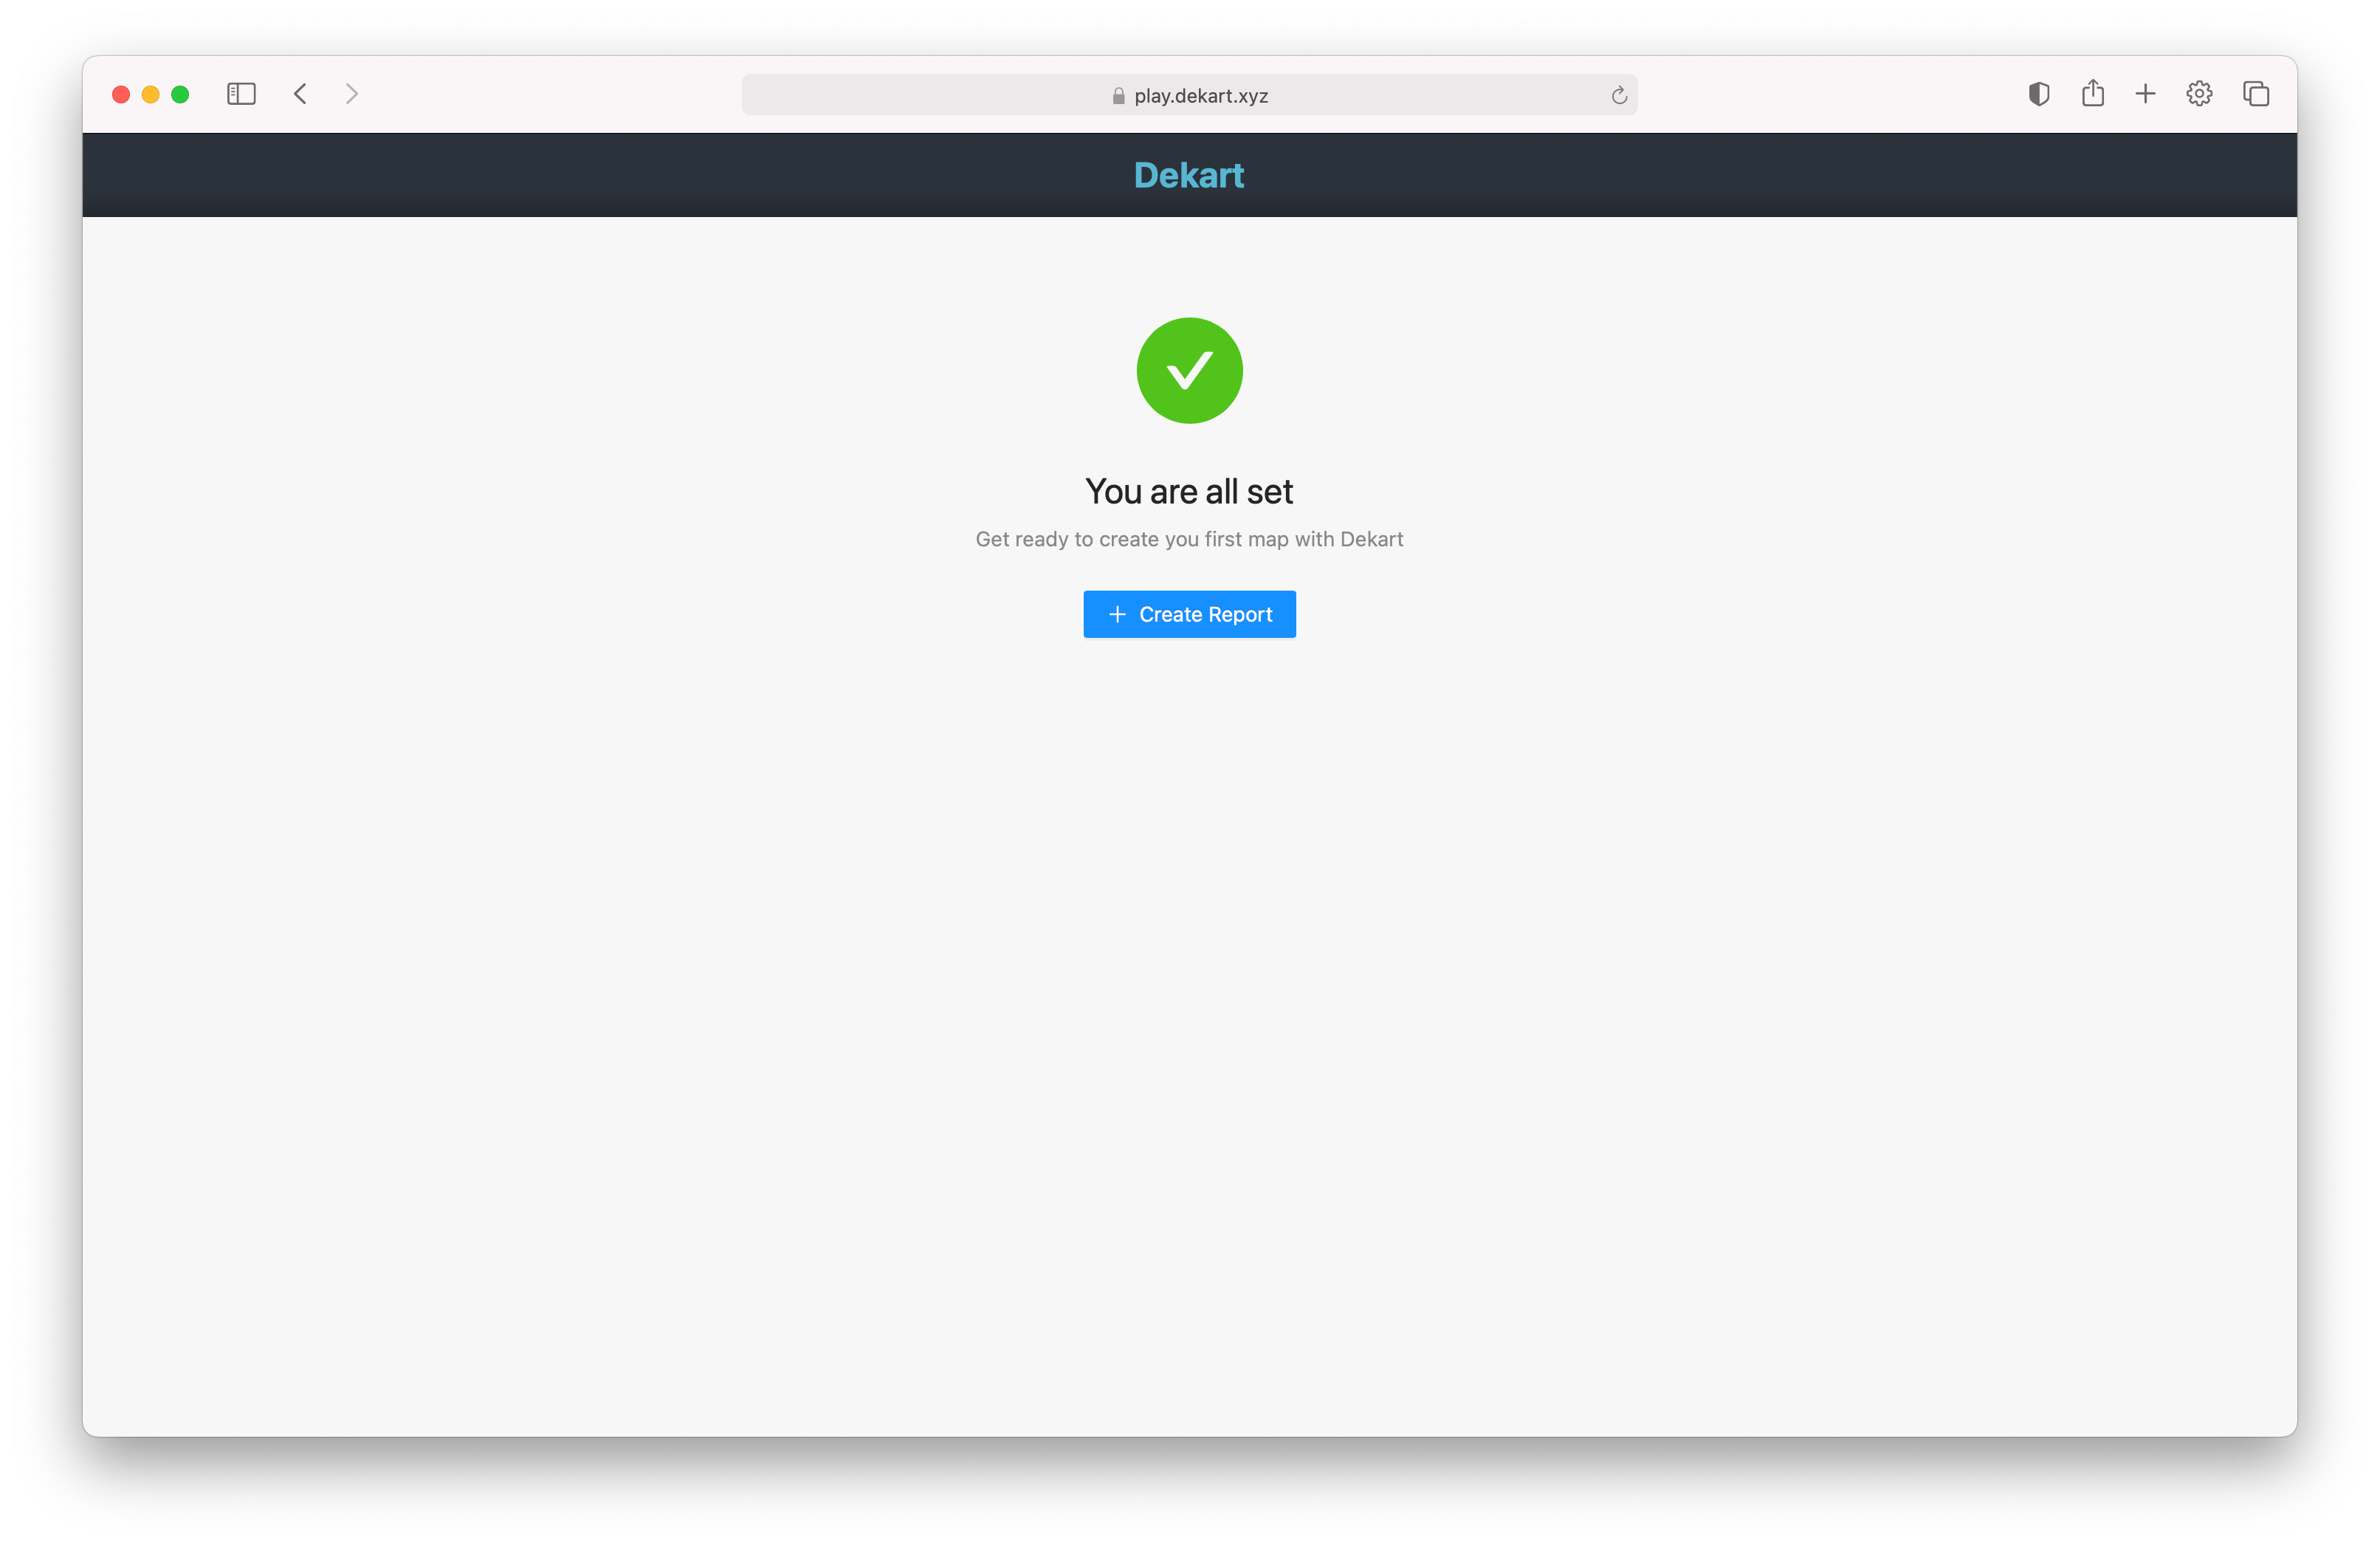 play.dekart.xyz
Dekart
You are all set
Get ready to create you first map with Dekart
Create Report